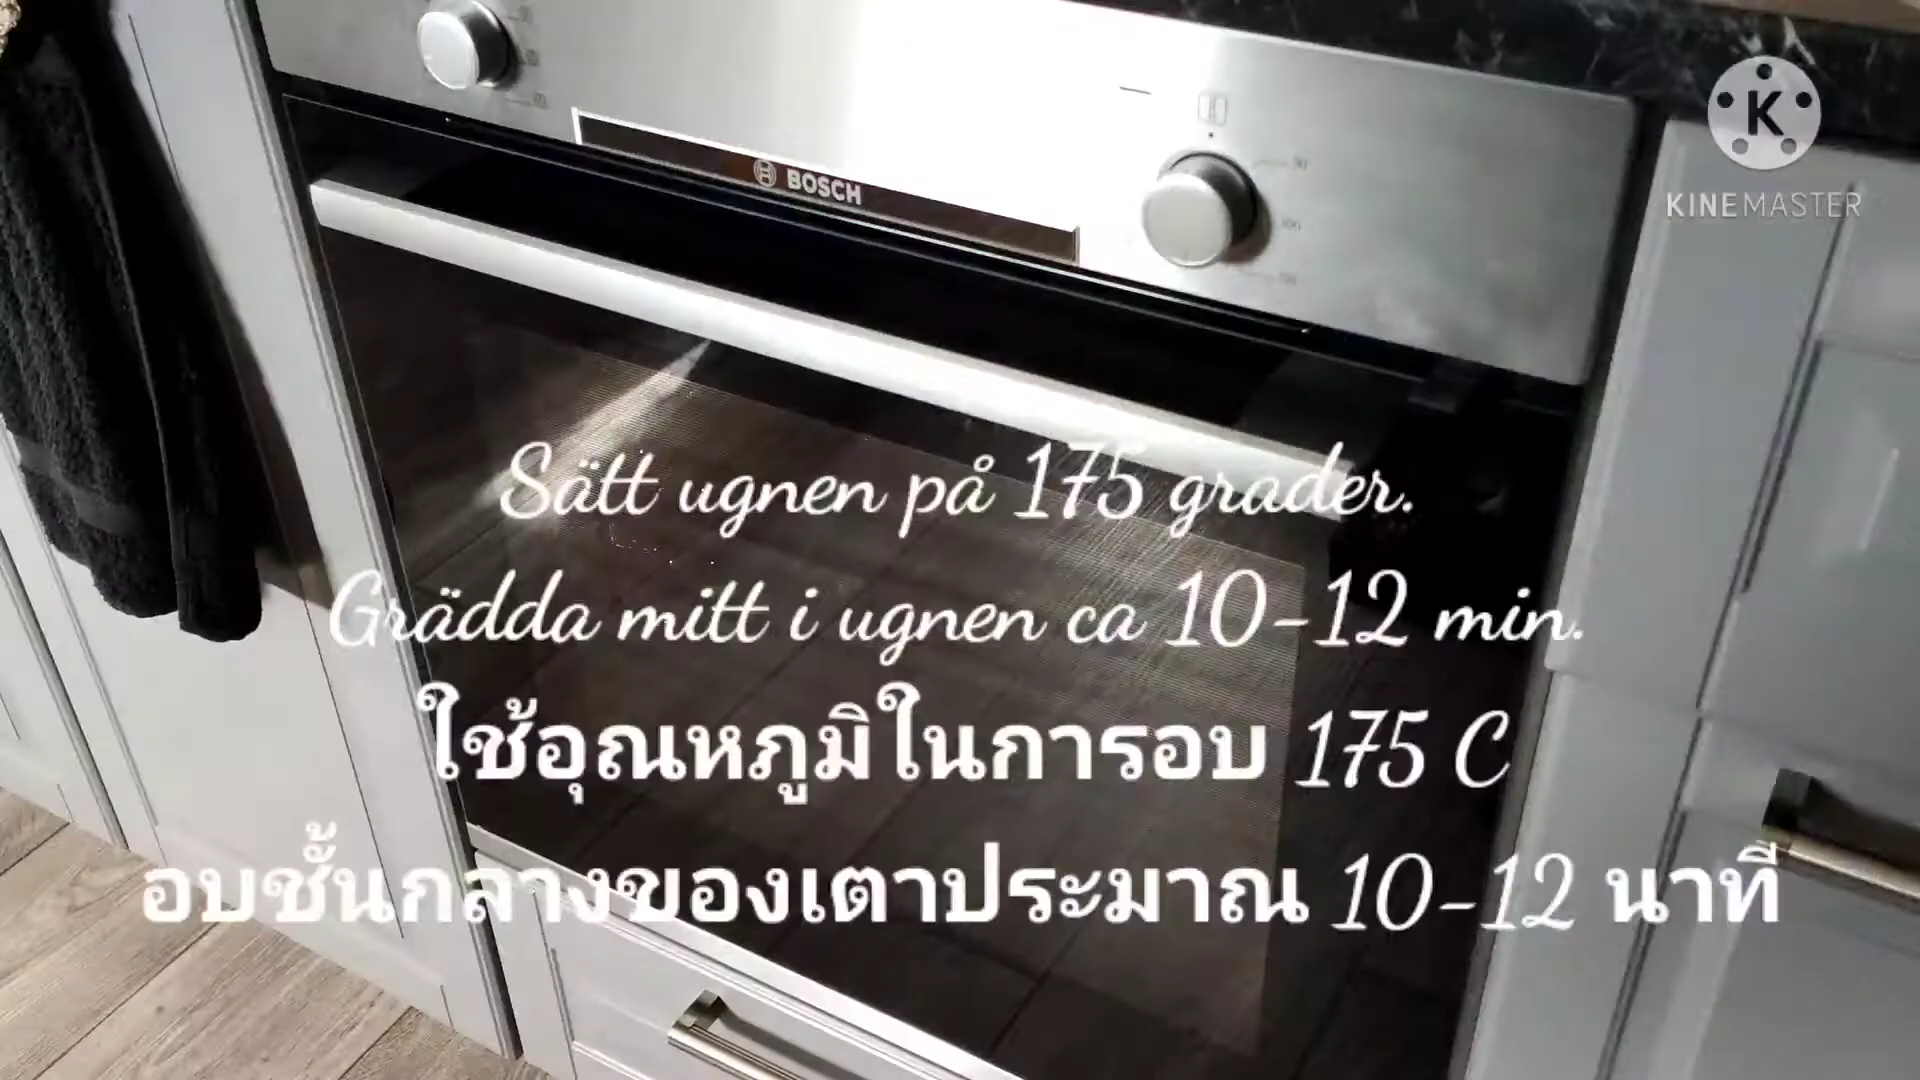 BOSCH
K
KINEMASTER
Sätt ugnen på 175 grader.
Grädda mitt i ugnen ca 10-12 min.
ใช้อุณหภูมิในการอบ 175 C
อบชั้นกลางของเตาประมาณ 10-12 นาที